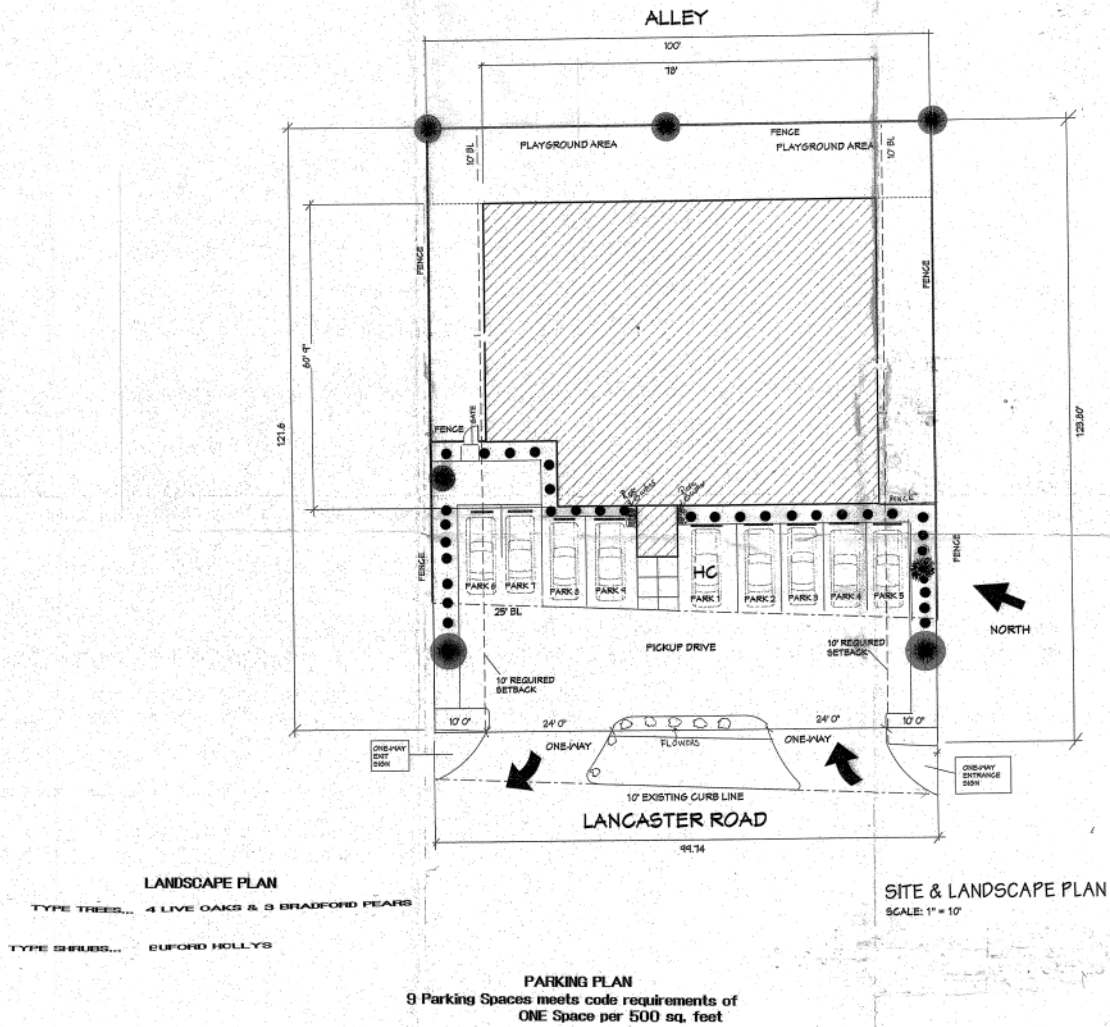 ALLEY
100'
78'
FENCE
PLAYGROUND AREA
PLAYGROUND AREA
10' BL
10' BL
FENCE
FENCE
60' 9"
121.6
123.80'
GATE
FENCE
FENCE
FENCE
FENCE
HC
PARK 6
PARK 7
PARK 8
PARK 9
PARK 1
PARK 2
PARK 3
PARK 4
PARK 5
25' BL
NORTH
PICKUP DRIVE
10' REQUIRED
SETBACK
10' REQUIRED
SETBACK
10' 0"
24' 0"
24' 0"
10' 0"
FLOWERS
ONE-WAY
ONE-WAY
ONE-WAY
EXIT
SIGN
ONE-WAY
ENTRANCE
SIGN
10' EXISTING CURB LINE
LANCASTER ROAD
99.74
LANDSCAPE PLAN
TYPE TREES... 4 LIVE OAKS & 3 BRADFORD PEARS
TYPE SHRUBS... BUFORD HOLLYS
SITE & LANDSCAPE PLAN
SCALE: 1" = 10'
PARKING PLAN
9 Parking Spaces meets code requirements of
ONE Space per 500 sq. feet